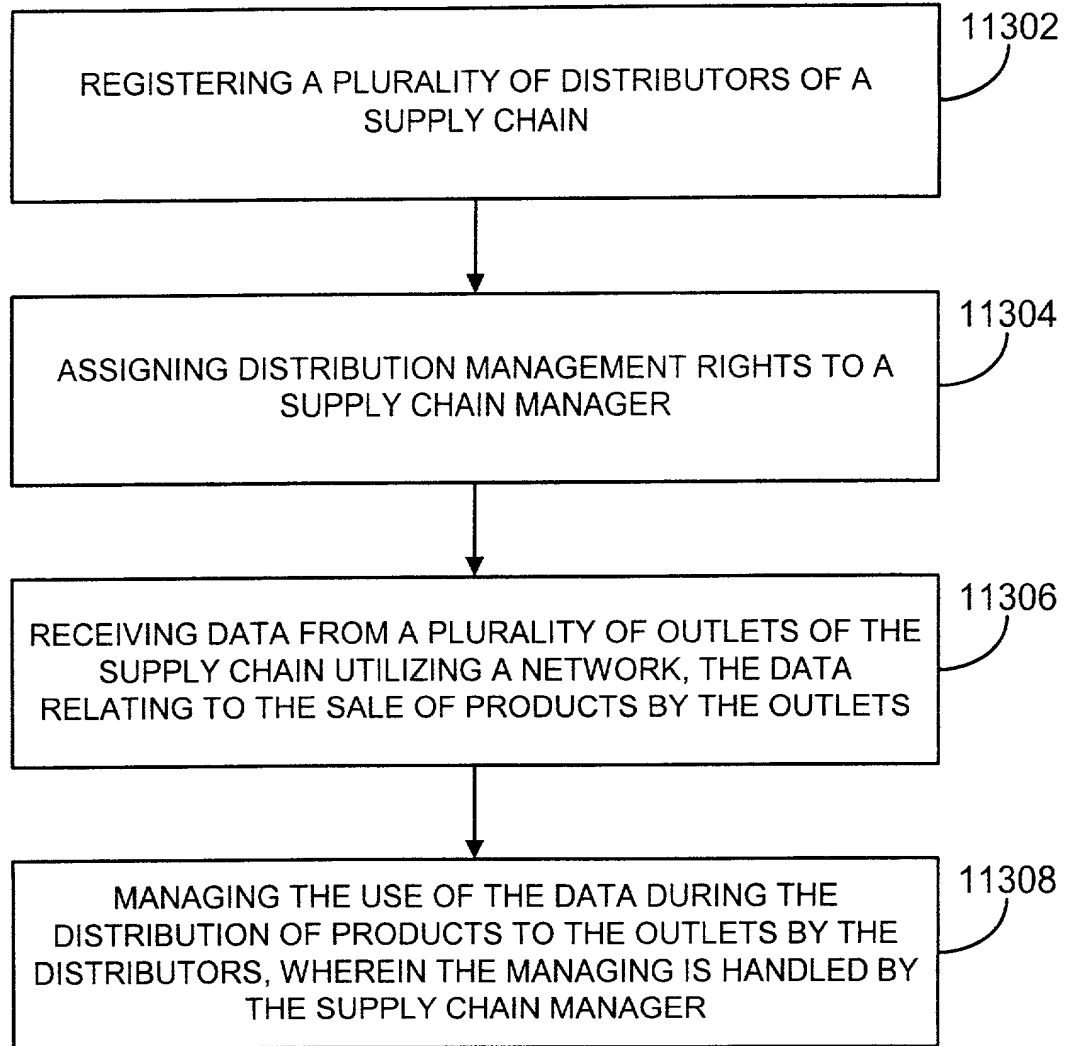 11302
REGISTERING A PLURALITY OF DISTRIBUTORS OF A
SUPPLY CHAIN
11304
ASSIGNING DISTRIBUTION MANAGEMENT RIGHTS TO A
SUPPLY CHAIN MANAGER
11306
RECEIVING DATA FROM A PLURALITY OF OUTLETS OF THE
SUPPLY CHAIN UTILIZING A NETWORK, THE DATA
RELATING TO THE SALE OF PRODUCTS BY THE OUTLETS
11308
MANAGING THE USE OF THE DATA DURING THE
DISTRIBUTION OF PRODUCTS TO THE OUTLETS BY THE
DISTRIBUTORS, WHEREIN THE MANAGING IS HANDLED BY
THE SUPPLY CHAIN MANAGER